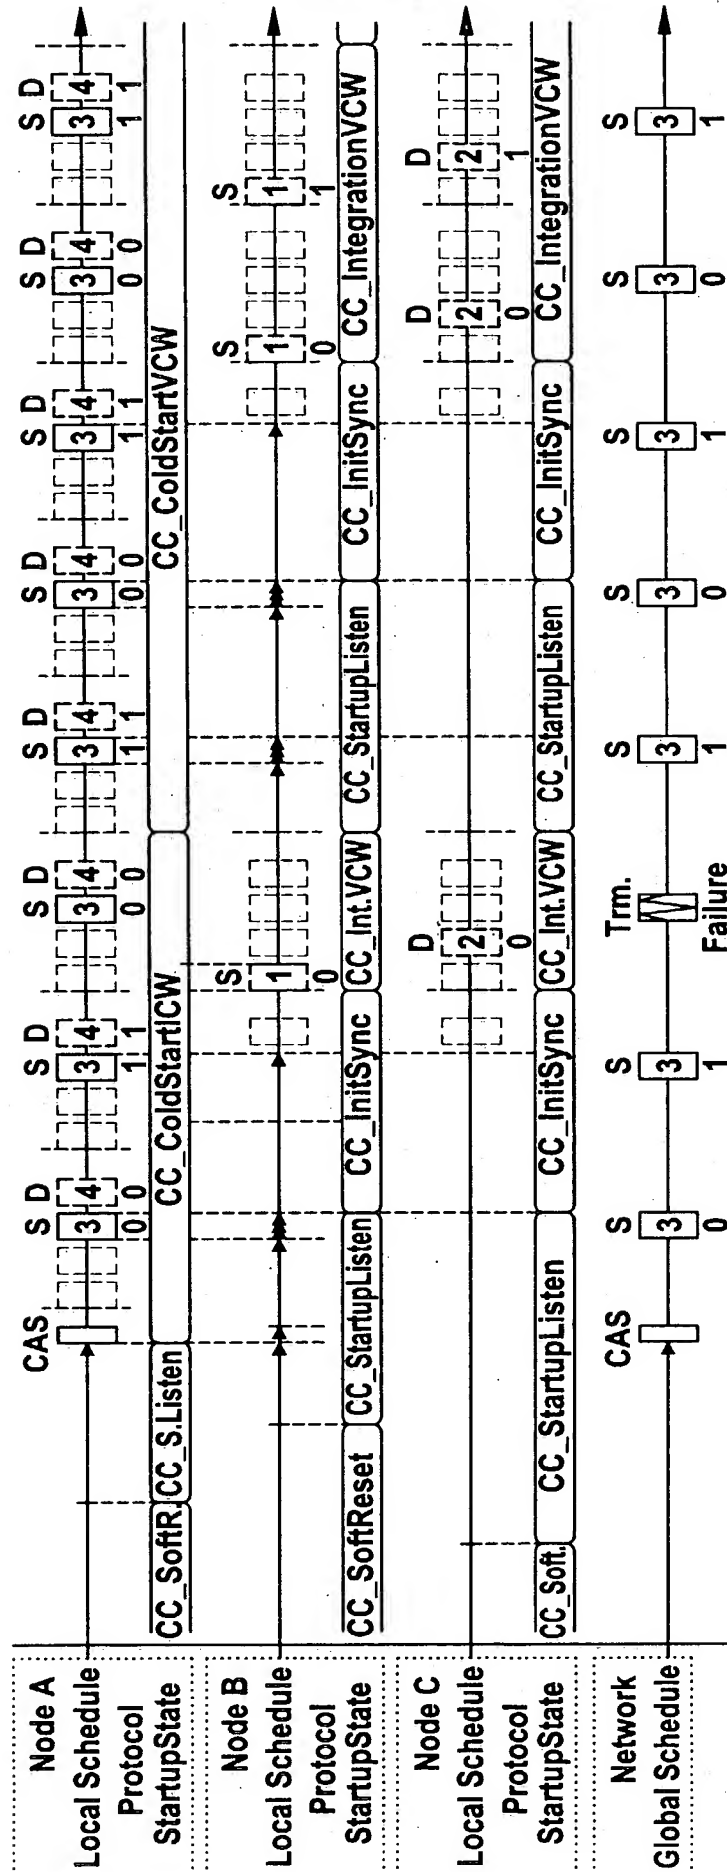 Node A CAS S D S D S D S D S D S D S D S D
Local Schedule 3 4 3 4 3 4 3 4 3 4 3 4 3 4 3 4
Protocol 0 0 1 1 0 0 1 1 0 0 1 1 0 0 1 1
StartupState CC_SoftR. CC_S.Listen CC_ColdStartICW CC_ColdStartVCW
Node B S S S
Local Schedule 1 1 1
Protocol 0 0 1
StartupState CC_SoftReset CC_StartupListen CC_InitSync CC_Int.VCW CC_StartupListen CC_InitSync CC_IntegrationVCW
Node C D D D
Local Schedule 2 2 2
Protocol 0 0 1
StartupState CC_Soft. CC_StartupListen CC_InitSync CC_Int.VCW CC_StartupListen CC_InitSync CC_IntegrationVCW
Network CAS S S Trm. S S S S S
Global Schedule 3 3 3 3 3 3 3
0 1 Failure 1 0 1 0 1